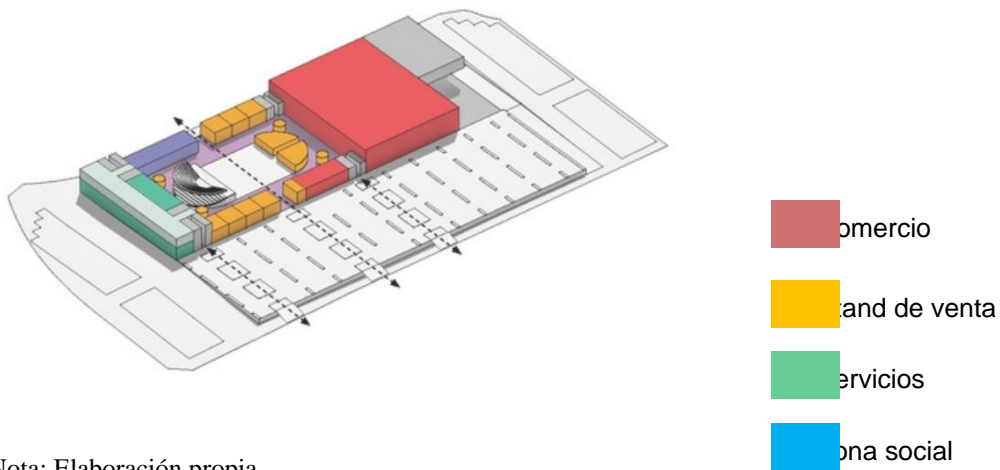 omercio
tand de venta
ervicios
ona social
Nota: Elaboración propia